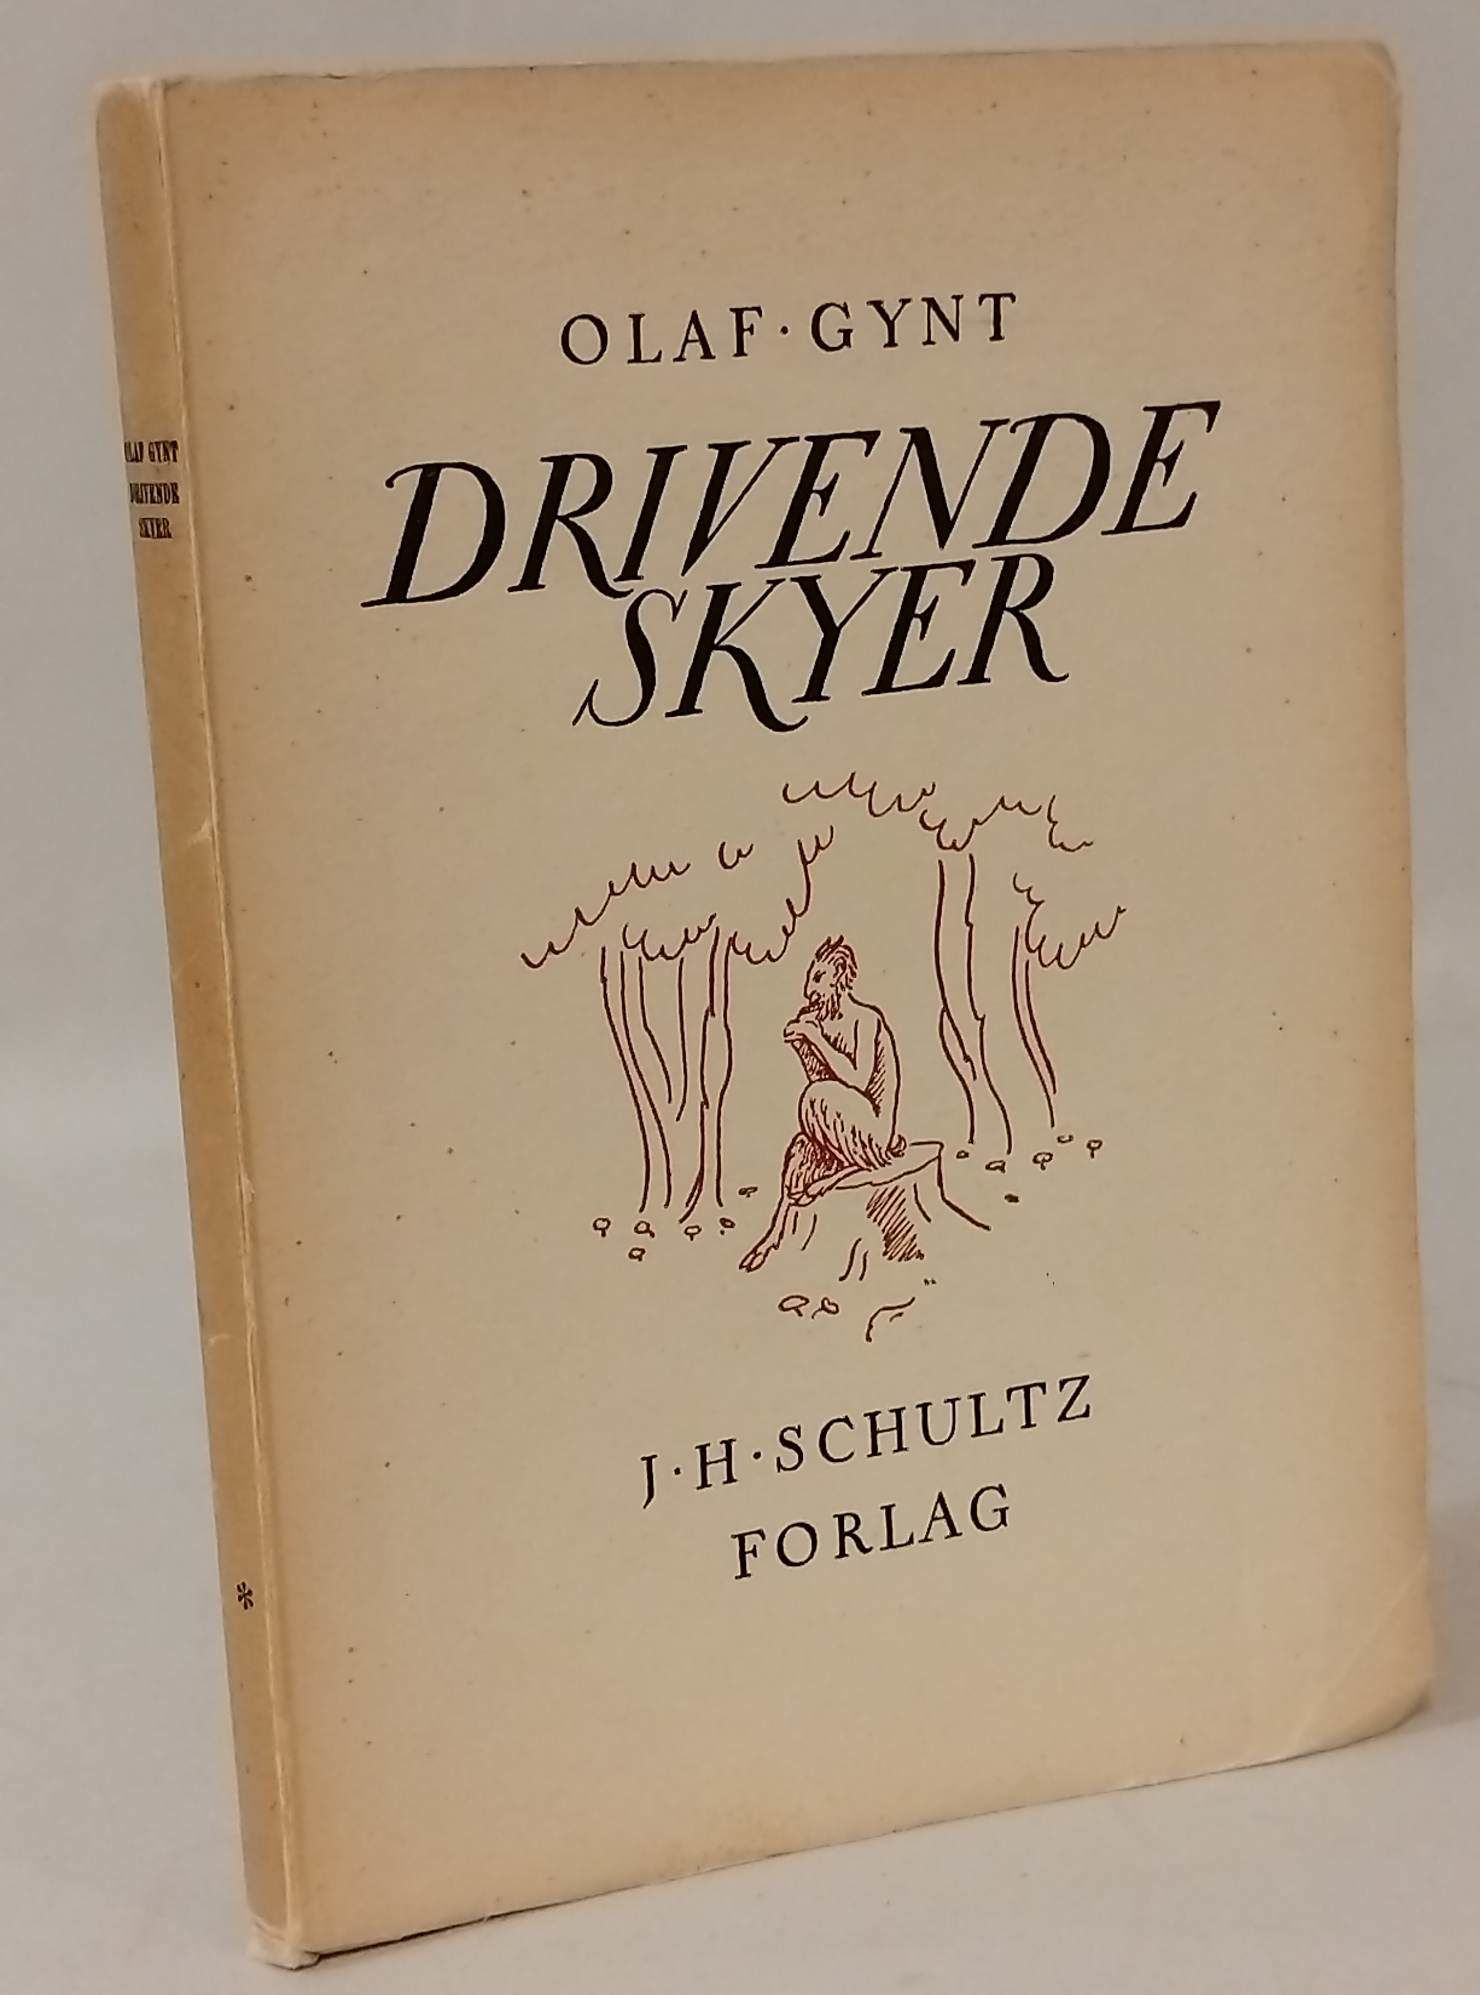 OLAF · GYNT
DRIVENDE
SKYER
J · H · SCHULTZ
FORLAG
OLAF GYNT
DRIVENDE
SKYER
*